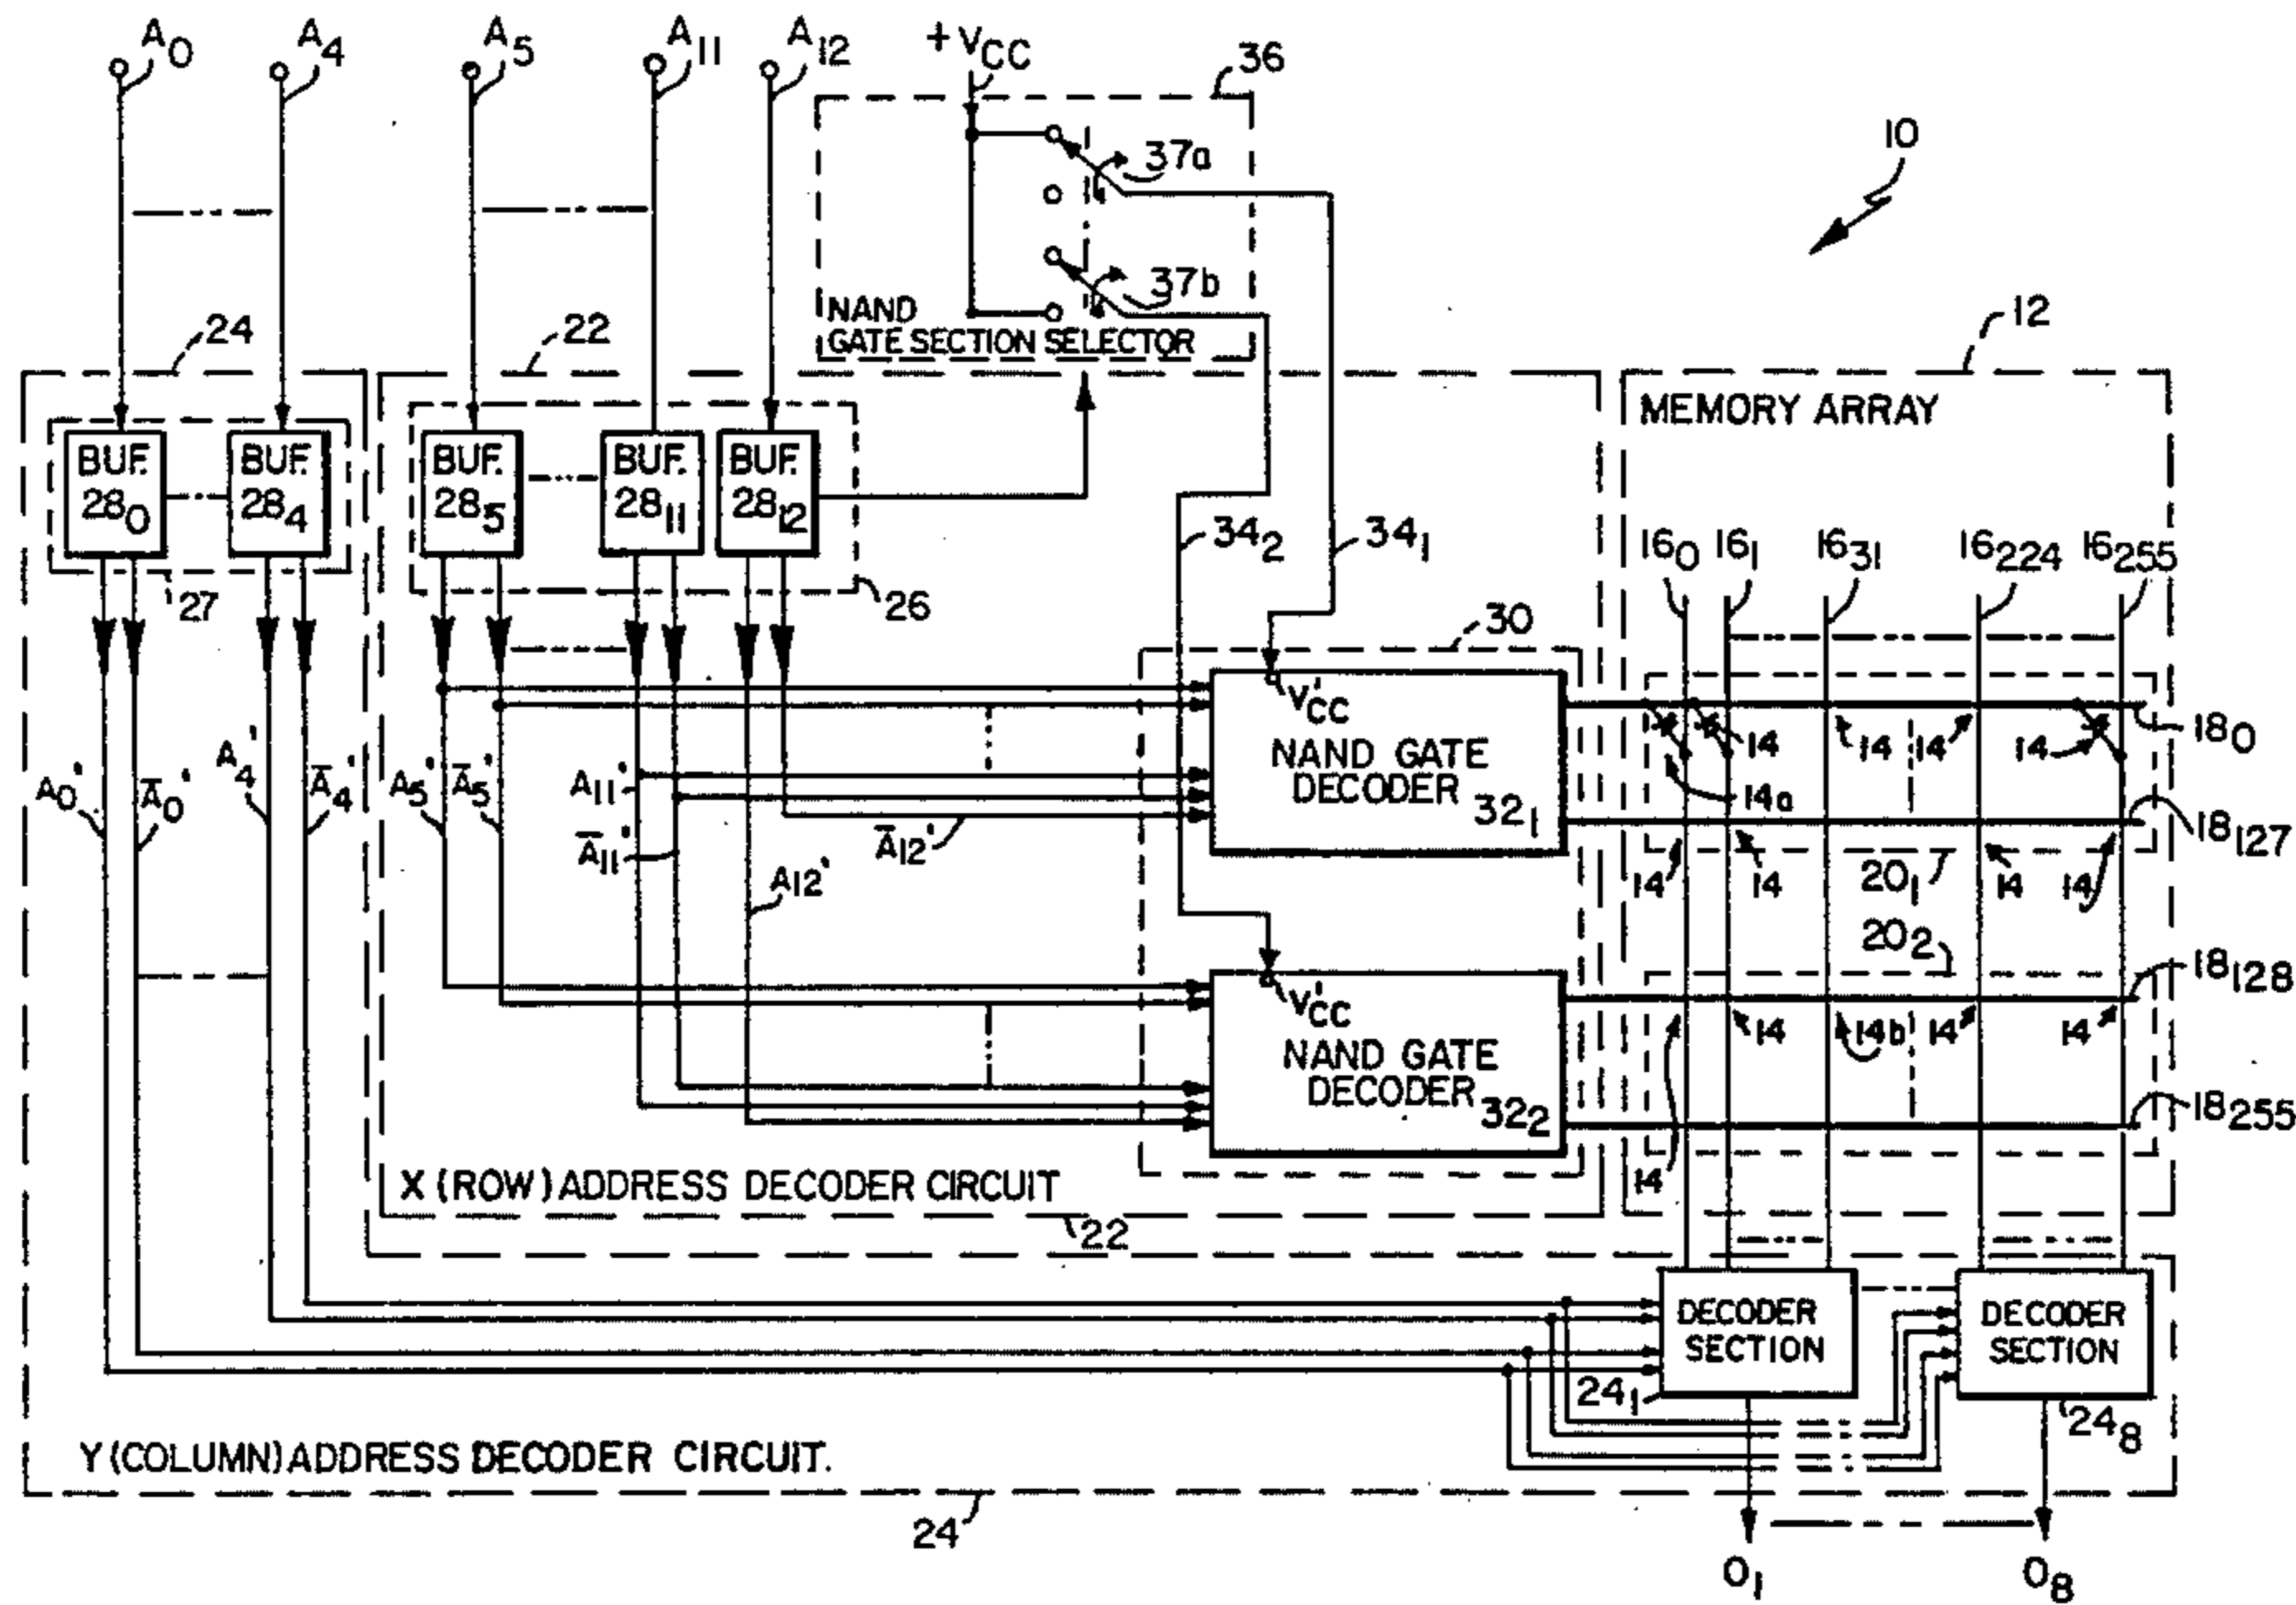 A0 A4 A5 A11 A12 +VCC 36
10
37a
37b
NAND
GATE SECTION SELECTOR
24 22 12
MEMORY ARRAY
BUF. 280
BUF. 284
BUF. 285
BUF. 2811
BUF. 2812
27 26
342 341
160 161 1631 16224 16255
30
V'CC
NAND GATE
DECODER 321
180
14 14 14 14
14a
18127
A0' Ā0' A4' Ā4' A5' Ā5' A11' Ā11' A12' Ā12'
14 14 201 14 14
202
18128
V'CC
NAND GATE
DECODER 322
14 14b 14 14
18255
14
X (ROW) ADDRESS DECODER CIRCUIT
22
DECODER
SECTION
241
DECODER
SECTION
248
Y (COLUMN) ADDRESS DECODER CIRCUIT.
24
O1 O8